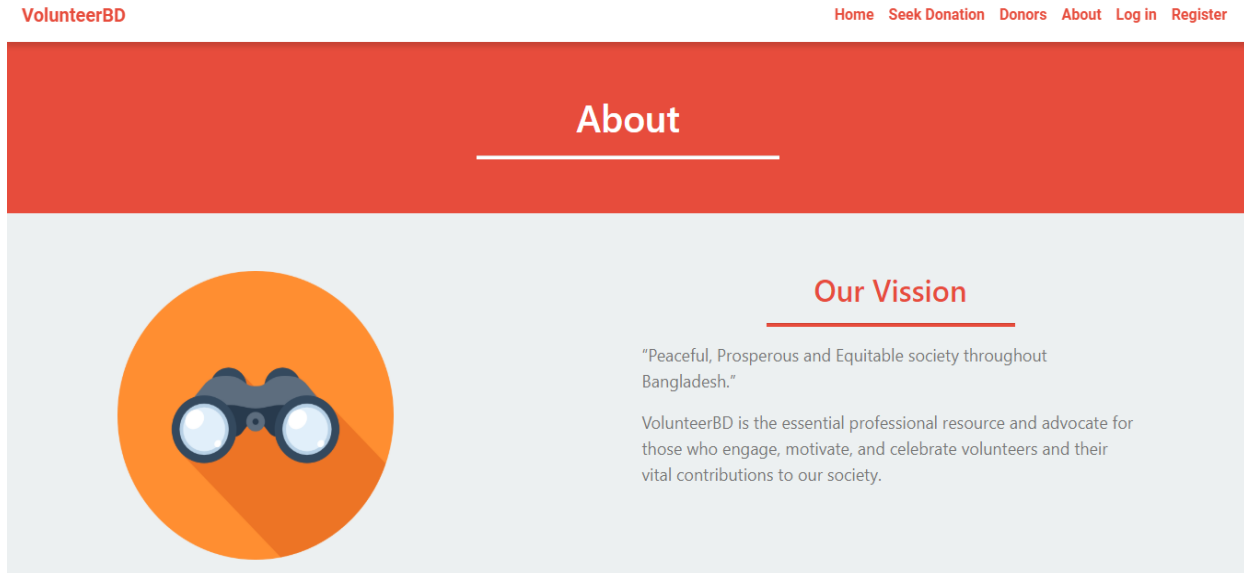 VolunteerBD
Home Seek Donation Donors About Log in Register
About
Our Vission
"Peaceful, Prosperous and Equitable society throughout
Bangladesh."
VolunteerBD is the essential professional resource and advocate for
those who engage, motivate, and celebrate volunteers and their
vital contributions to our society.